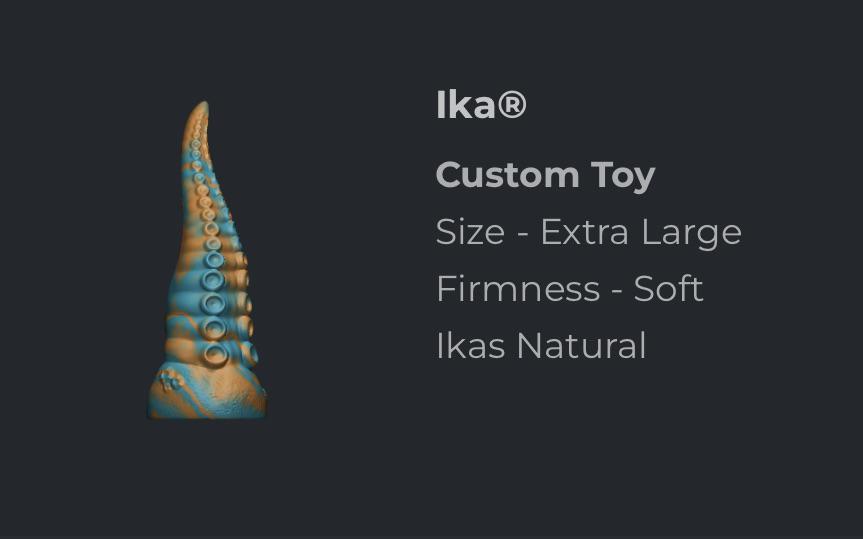 Ika®
Custom Toy
Size - Extra Large
Firmness - Soft
Ikas Natural